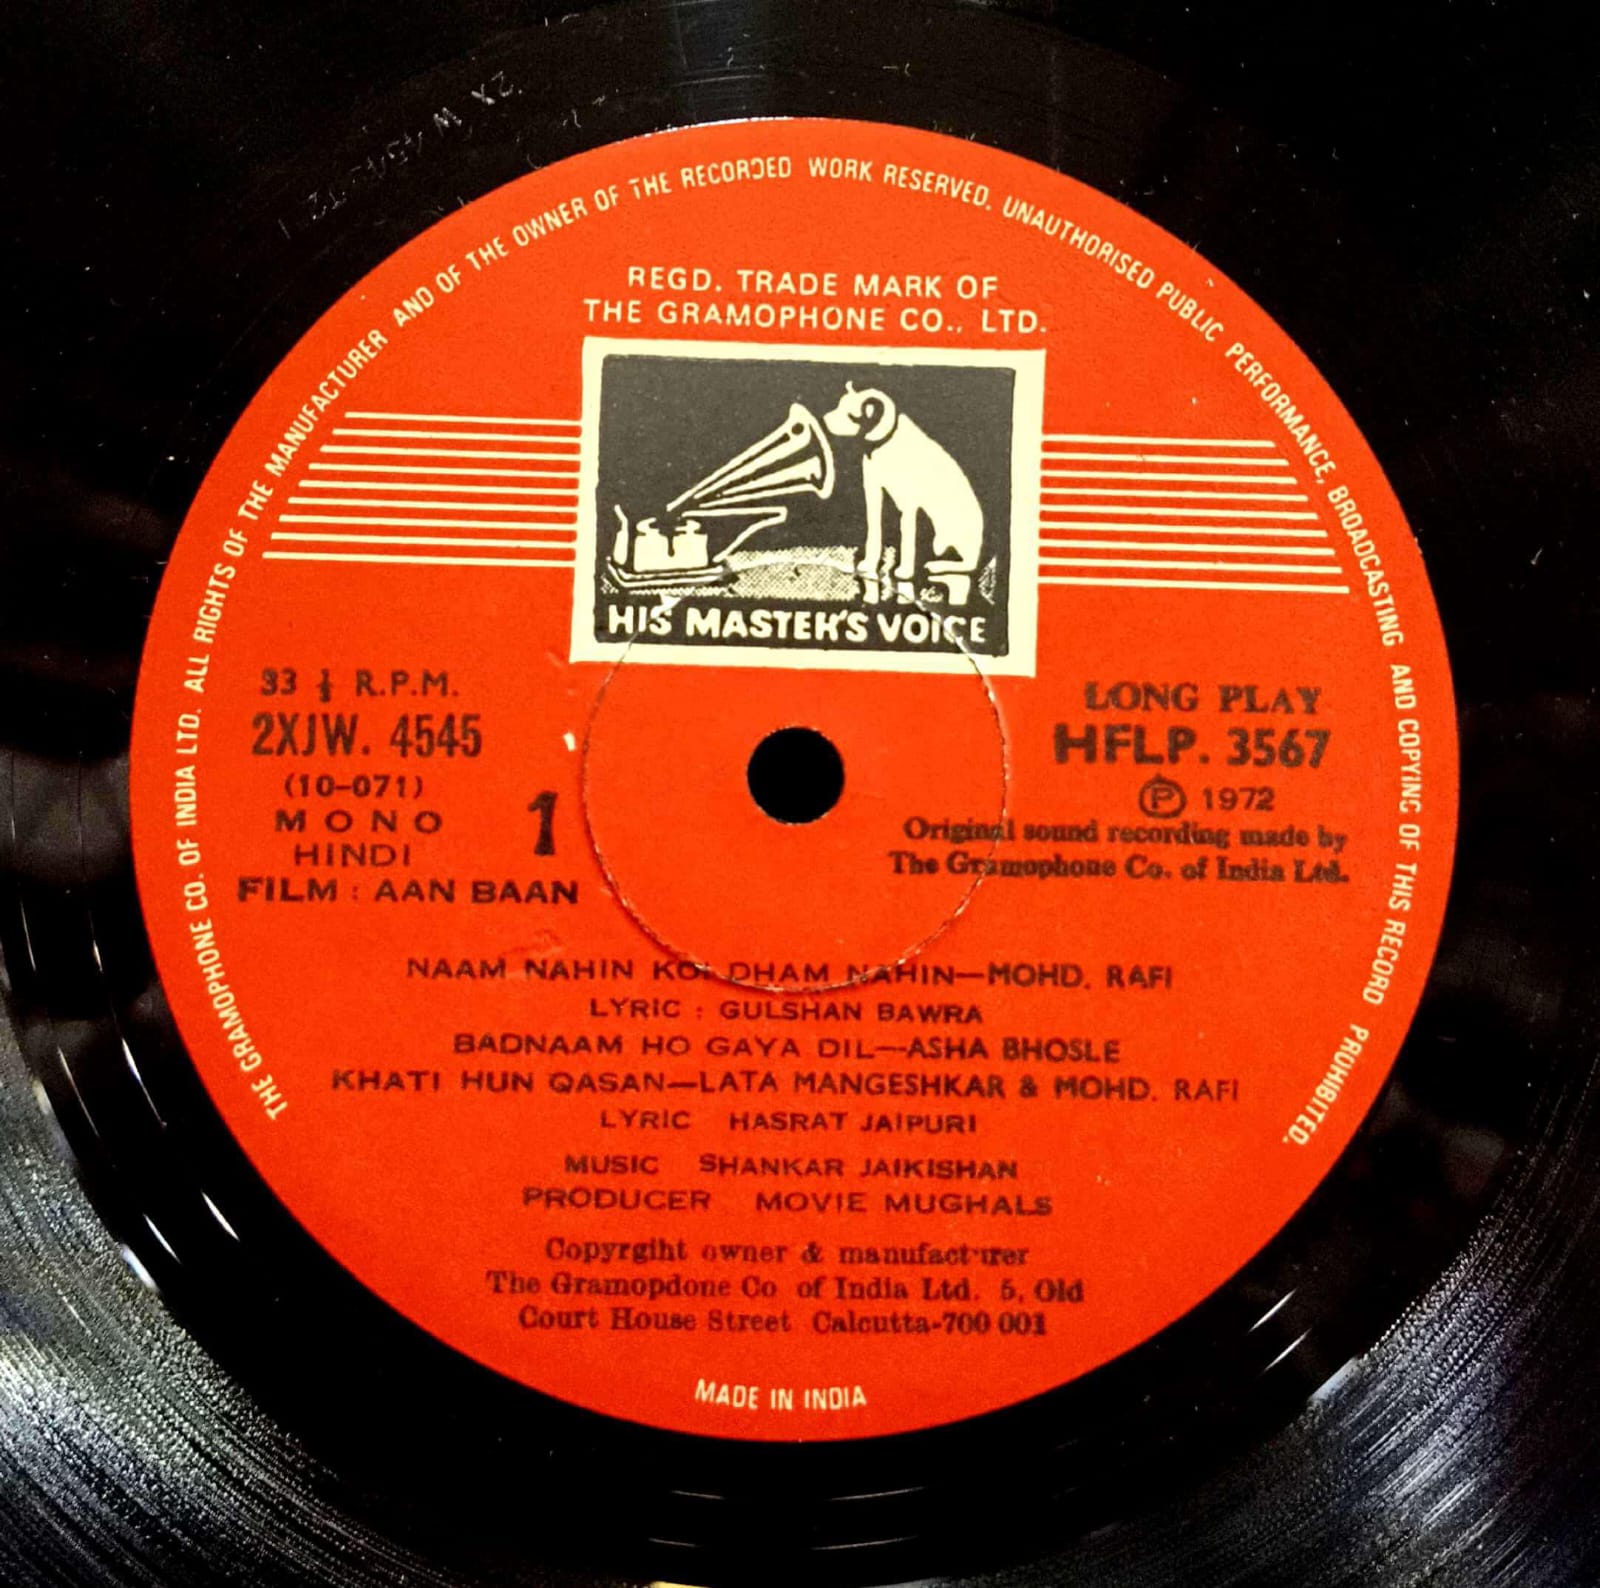 THE GRAMOPHONE CO. OF INDIA LTD. ALL RIGHTS OF THE MANUFACTURER AND OF THE OWNER OF THE RECORDED WORK RESERVED. UNAUTHORISED PUBLIC PERFORMANCE, BROADCASTING AND COPYING OF THIS RECORD PROHIBITED.
REGD. TRADE MARK OF
THE GRAMOPHONE CO., LTD.
HIS MASTER'S VOICE
33 ⅓ R.P.M.
2XJW. 4545
(10-071)
MONO
HINDI
1
FILM : AAN BAAN
LONG PLAY
HFLP. 3567
Ⓟ 1972
Original sound recording made by
The Gramophone Co. of India Ltd.
NAAM NAHIN KOI DHAM NAHIN—MOHD. RAFI
LYRIC : GULSHAN BAWRA
BADNAAM HO GAYA DIL—ASHA BHOSLE
KHATI HUN QASAN—LATA MANGESHKAR & MOHD. RAFI
LYRIC HASRAT JAIPURI
MUSIC SHANKAR JAIKISHAN
PRODUCER MOVIE MUGHALS
Copyrgiht owner & manufacturer
The Gramopdone Co of India Ltd. 5, Old
Court House Street Calcutta-700 001
MADE IN INDIA